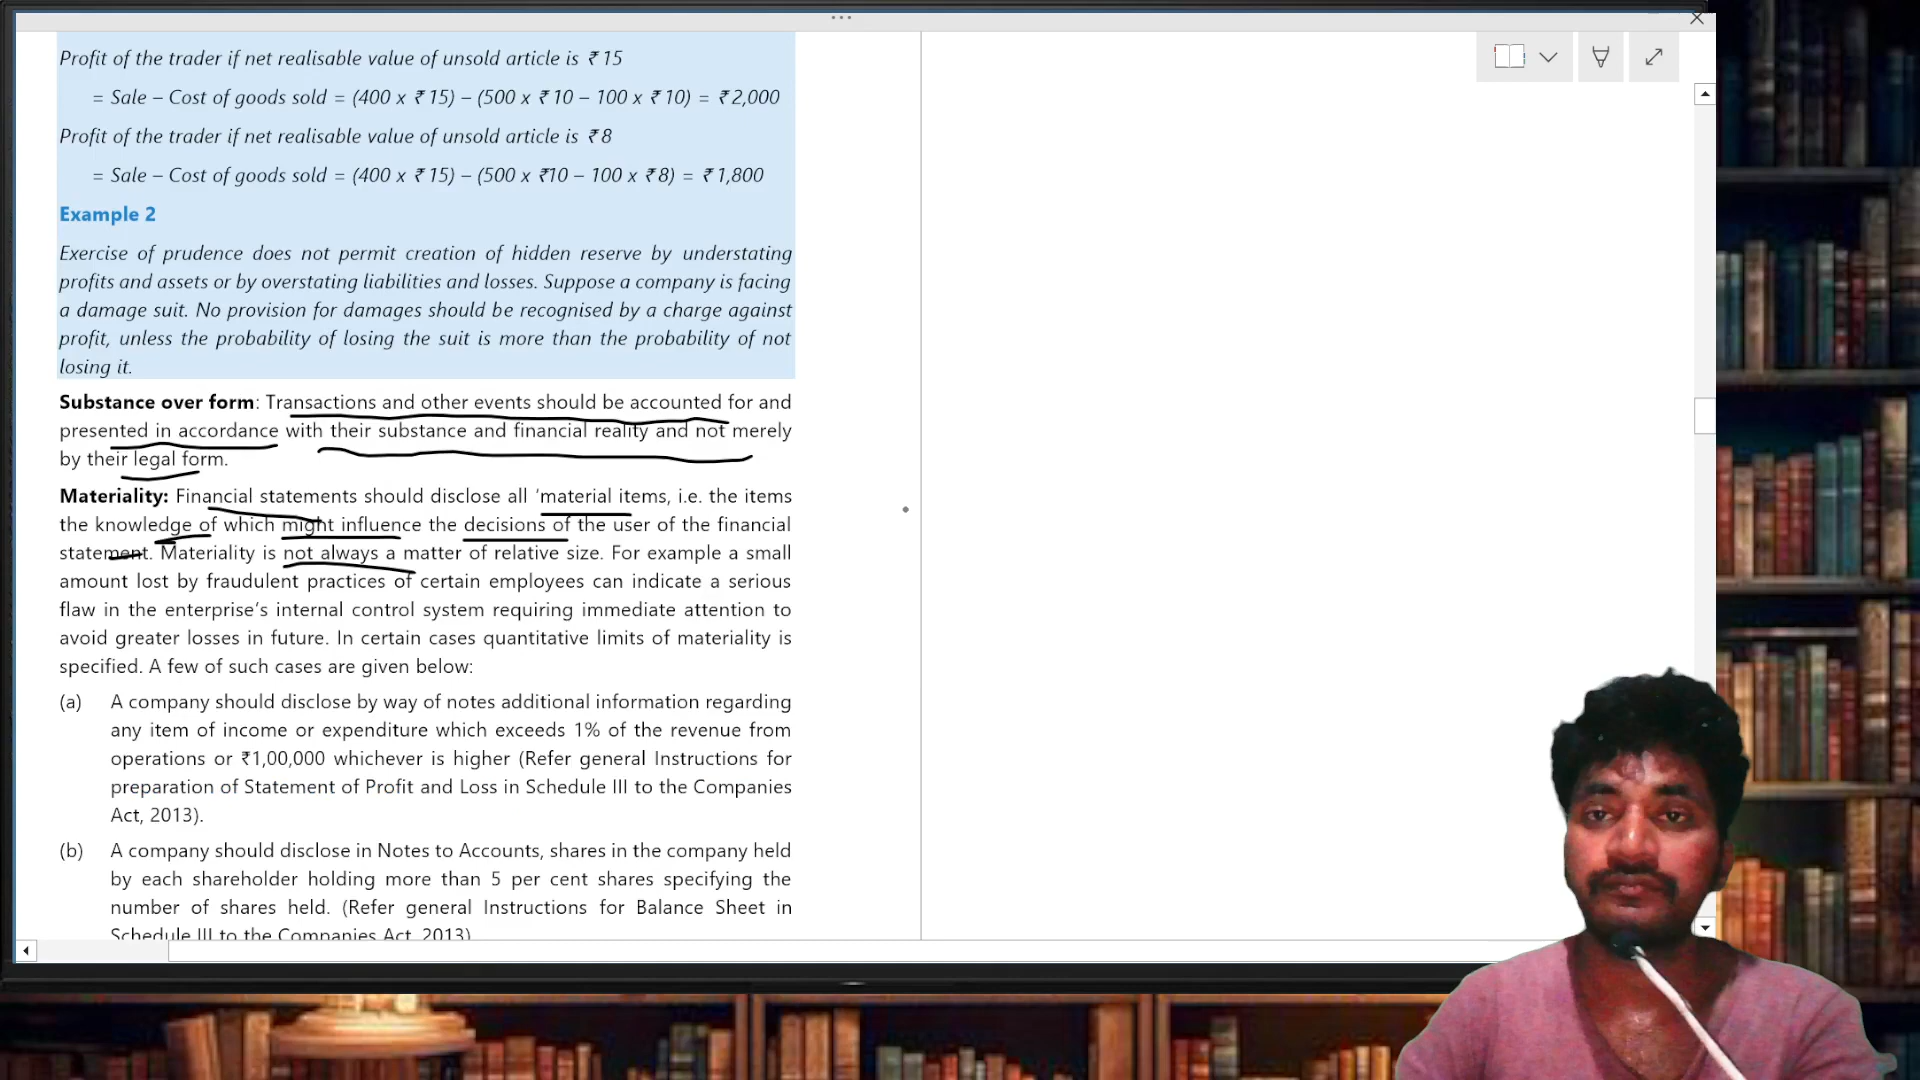 Profit of the trader if net realisable value of unsold article is ₹ 15
= Sale – Cost of goods sold = (400 x ₹ 15) – (500 x ₹ 10 – 100 x ₹ 10) = ₹ 2,000
Profit of the trader if net realisable value of unsold article is ₹ 8
= Sale – Cost of goods sold = (400 x ₹ 15) – (500 x ₹10 – 100 x ₹ 8) = ₹ 1,800
Example 2
Exercise of prudence does not permit creation of hidden reserve by understating
profits and assets or by overstating liabilities and losses. Suppose a company is facing
a damage suit. No provision for damages should be recognised by a charge against
profit, unless the probability of losing the suit is more than the probability of not
losing it.
Substance over form: Transactions and other events should be accounted for and
presented in accordance with their substance and financial reality and not merely
by their legal form.
Materiality: Financial statements should disclose all 'material items, i.e. the items
the knowledge of which might influence the decisions of the user of the financial
statement. Materiality is not always a matter of relative size. For example a small
amount lost by fraudulent practices of certain employees can indicate a serious
flaw in the enterprise's internal control system requiring immediate attention to
avoid greater losses in future. In certain cases quantitative limits of materiality is
specified. A few of such cases are given below:
(a) A company should disclose by way of notes additional information regarding
any item of income or expenditure which exceeds 1% of the revenue from
operations or ₹1,00,000 whichever is higher (Refer general Instructions for
preparation of Statement of Profit and Loss in Schedule III to the Companies
Act, 2013).
(b) A company should disclose in Notes to Accounts, shares in the company held
by each shareholder holding more than 5 per cent shares specifying the
number of shares held. (Refer general Instructions for Balance Sheet in
Schedule III to the Companies Act, 2013)